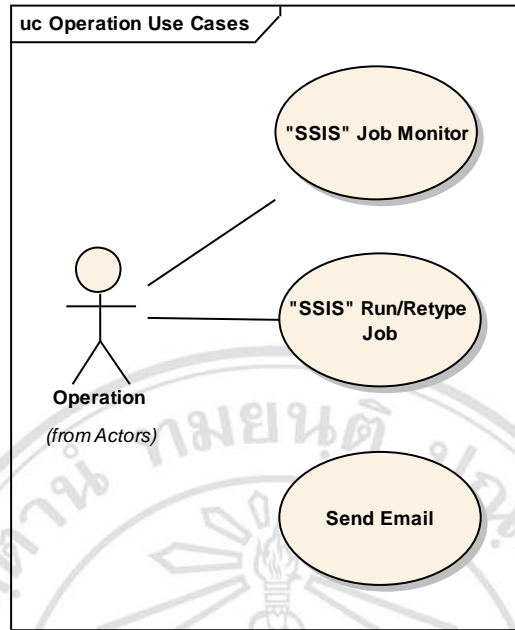 uc Operation Use Cases
"SSIS" Job Monitor
"SSIS" Run/Retype
Job
Operation
(from Actors)
Send Email